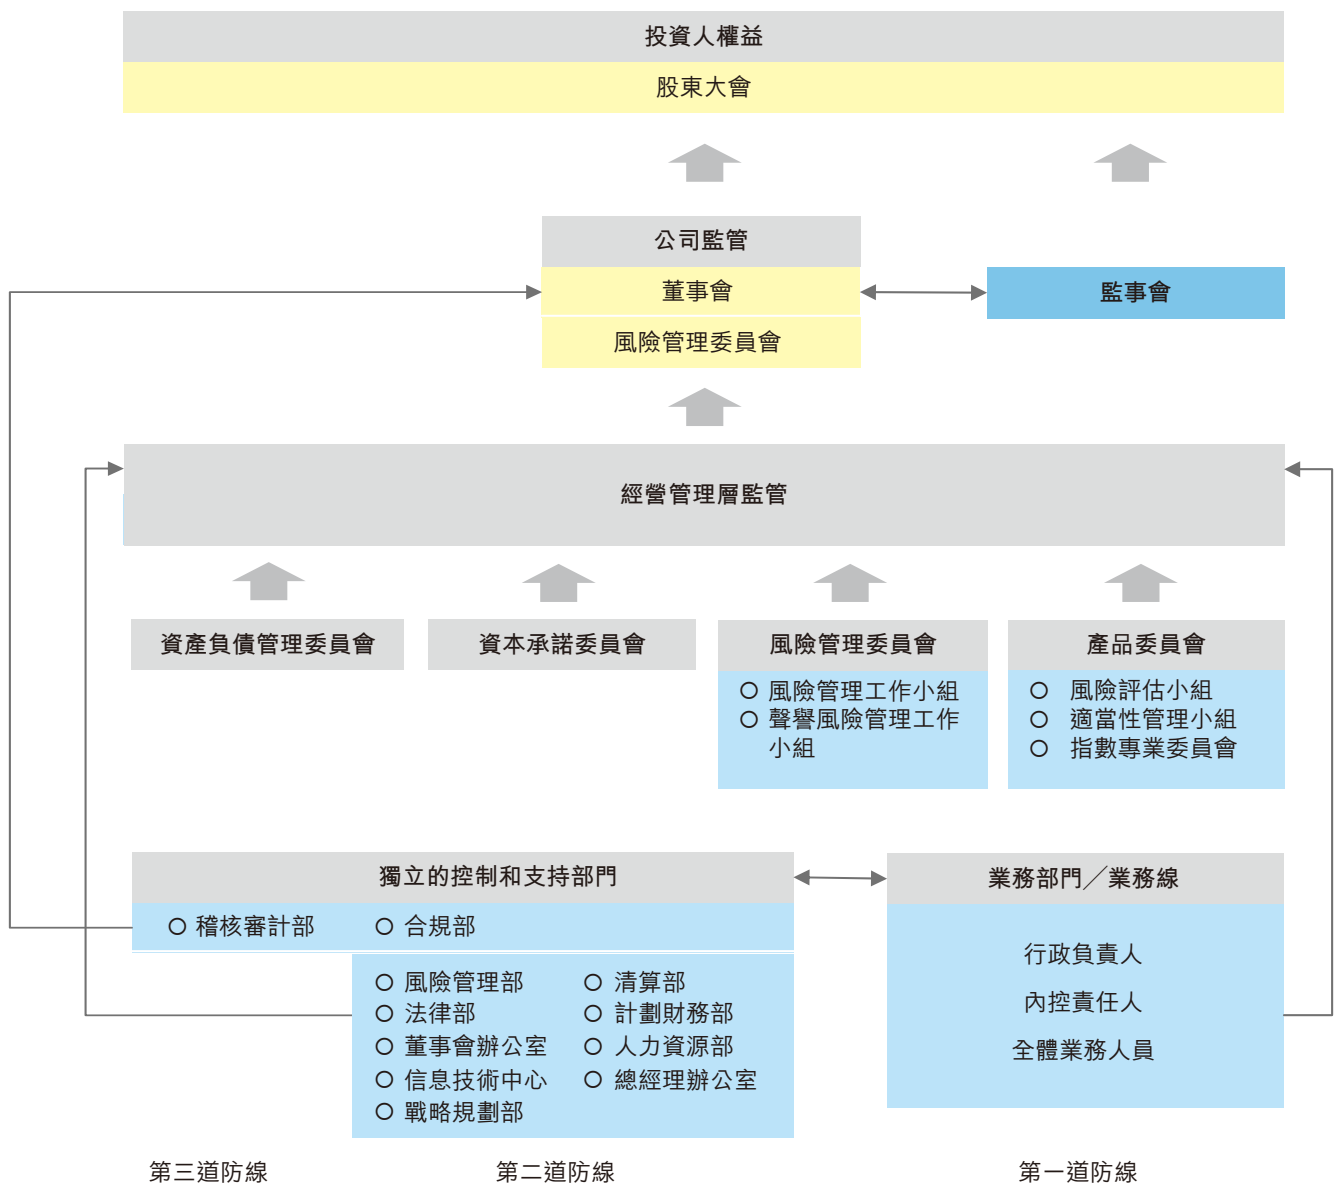 投資人權益
股東大會
公司監管
董事會
監事會
風險管理委員會
經營管理層監管
資產負債管理委員會
資本承諾委員會
風險管理委員會
○ 風險管理工作小組
○ 聲譽風險管理工作
小組
產品委員會
○ 風險評估小組
○ 適當性管理小組
○ 指數專業委員會
獨立的控制和支持部門
○ 稽核審計部
○ 合規部
○ 風險管理部
○ 法律部
○ 董事會辦公室
○ 信息技術中心
○ 戰略規劃部
○ 清算部
○ 計劃財務部
○ 人力資源部
○ 總經理辦公室
業務部門／業務線
行政負責人
內控責任人
全體業務人員
第三道防線
第二道防線
第一道防線